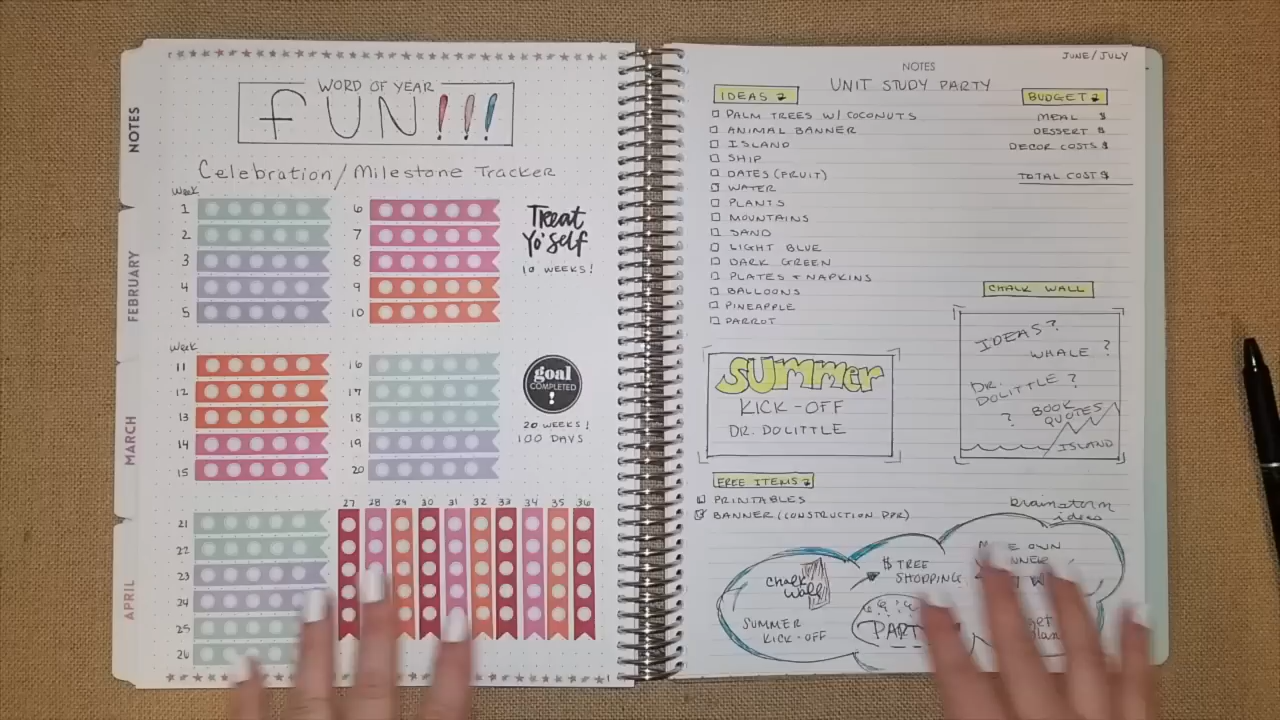 NOTES
FEBRUARY
MARCH
APRIL
WORD OF YEAR
FUN!!!
Celebration/Milestone Tracker
Week
1
2
3
4
5
6
7
8
9
10
TREAT
YO' SELF
10 WEEKS!
Week
11
12
13
14
15
16
17
18
19
20
goal
COMPLETED
!
20 WEEKS!
100 DAYS
21
22
23
24
25
26
27 28 29 30 31 32 33 34 35 36
JUNE/JULY
NOTES
UNIT STUDY PARTY
IDEAS
PALM TREES W/ COCONUTS
ANIMAL BANNER
ISLAND
SHIP
DATES (FRUIT)
WATER
PLANTS
MOUNTAINS
SAND
LIGHT BLUE
DARK GREEN
PLATES + NAPKINS
BALLOONS
PINEAPPLE
PARROT
BUDGET
MEAL $
DESSERT $
DECOR COSTS $
TOTAL COST $
CHALK WALL
IDEAS?
WHALE ?
DR.
DOLITTLE ?
? BOOK
QUOTES
ISLAND
SUMMER
KICK-OFF
DR. DOLITTLE
FREE ITEMS
PRINTABLES
BANNER (CONSTRUCTION PPR)
brainstorm
ideas
Chalk
Wall
SUMMER
KICK-OFF
$ TREE
SHOPPING
OWN